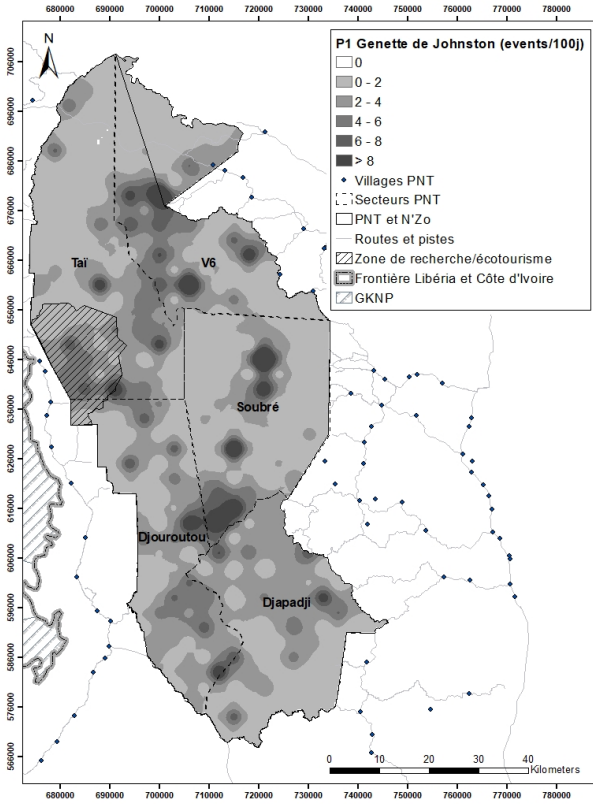 680000 690000 700000 710000 720000 730000 740000 750000 760000 770000 780000
N
P1 Genette de Johnston (events/100j)
0
0 - 2
2 - 4
4 - 6
6 - 8
> 8
Villages PNT
Secteurs PNT
PNT et N'Zo
Routes et pistes
Zone de recherche/écotourisme
Frontière Libéria et Côte d'Ivoire
GKNP
706000
696000
686000
676000
666000
656000
646000
636000
626000
616000
606000
596000
586000
576000
566000
Taï
V6
Soubré
Djouroutou
Djapadji
0 10 20 30 40
Kilometers
680000 690000 700000 710000 720000 730000 740000 750000 760000 770000 780000